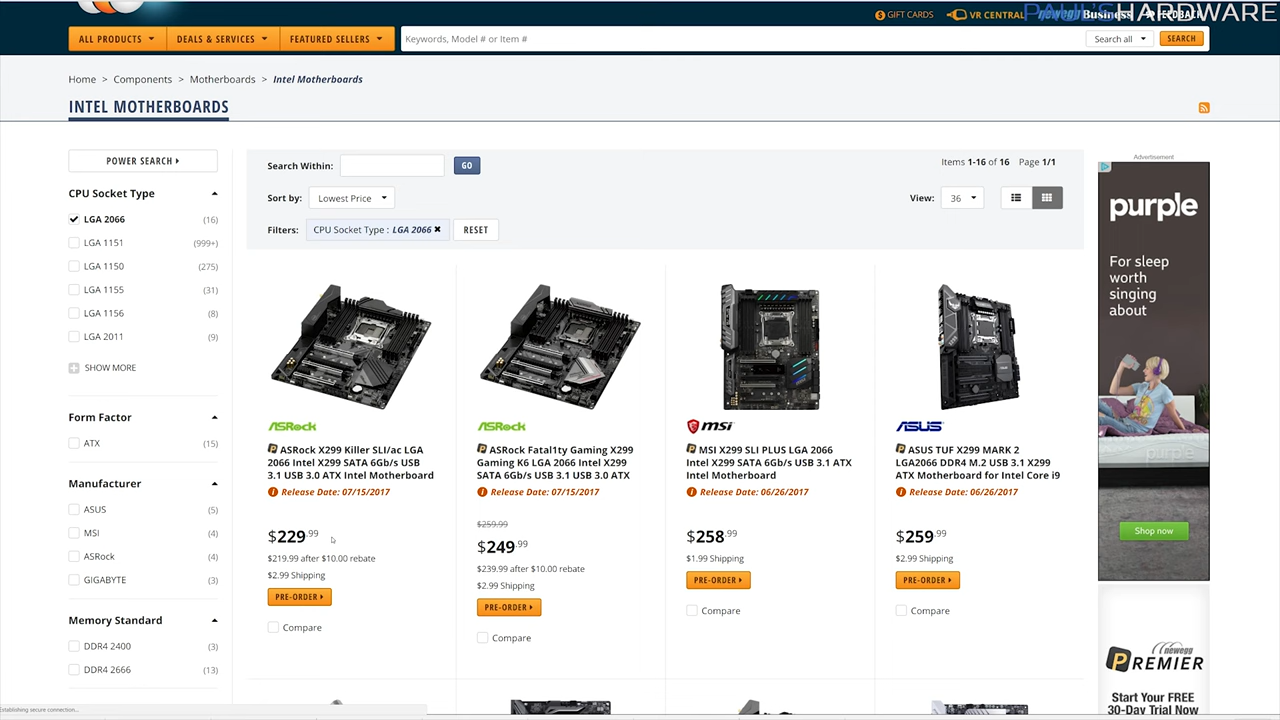 GIFT CARDS
VR CENTRAL
newegg Business
FEEDBACK
PAUL'S HARDWARE
ALL PRODUCTS
DEALS & SERVICES
FEATURED SELLERS
Keywords, Model # or Item #
Search all
SEARCH
Home > Components > Motherboards > Intel Motherboards
INTEL MOTHERBOARDS
POWER SEARCH
CPU Socket Type
LGA 2066 (16)
LGA 1151 (999+)
LGA 1150 (275)
LGA 1155 (31)
LGA 1156 (8)
LGA 2011 (9)
SHOW MORE
Form Factor
ATX (15)
Manufacturer
ASUS (5)
MSI (4)
ASRock (4)
GIGABYTE (3)
Memory Standard
DDR4 2400 (3)
DDR4 2666 (13)
Search Within:
GO
Items 1-16 of 16 Page 1/1
Sort by: Lowest Price
View: 36
Filters: CPU Socket Type : LGA 2066 ✖ RESET
ASRock
ASRock X299 Killer SLI/ac LGA
2066 Intel X299 SATA 6Gb/s USB
3.1 USB 3.0 ATX Intel Motherboard
Release Date: 07/15/2017
$229.99
$219.99 after $10.00 rebate
$2.99 Shipping
PRE-ORDER
Compare
ASRock
ASRock Fatal1ty Gaming X299
Gaming K6 LGA 2066 Intel X299
SATA 6Gb/s USB 3.1 USB 3.0 ATX
Release Date: 07/15/2017
$259.99
$249.99
$239.99 after $10.00 rebate
$2.99 Shipping
PRE-ORDER
Compare
msi
MSI X299 SLI PLUS LGA 2066
Intel X299 SATA 6Gb/s USB 3.1 ATX
Intel Motherboard
Release Date: 06/26/2017
$258.99
$1.99 Shipping
PRE-ORDER
Compare
ASUS
ASUS TUF X299 MARK 2
LGA2066 DDR4 M.2 USB 3.1 X299
ATX Motherboard for Intel Core i9
Release Date: 06/26/2017
$259.99
$2.99 Shipping
PRE-ORDER
Compare
Advertisement
purple
For sleep
worth
singing
about
purple
Shop now
newegg
PREMIER
Start Your FREE
30-Day Trial Now
Establishing secure connection...